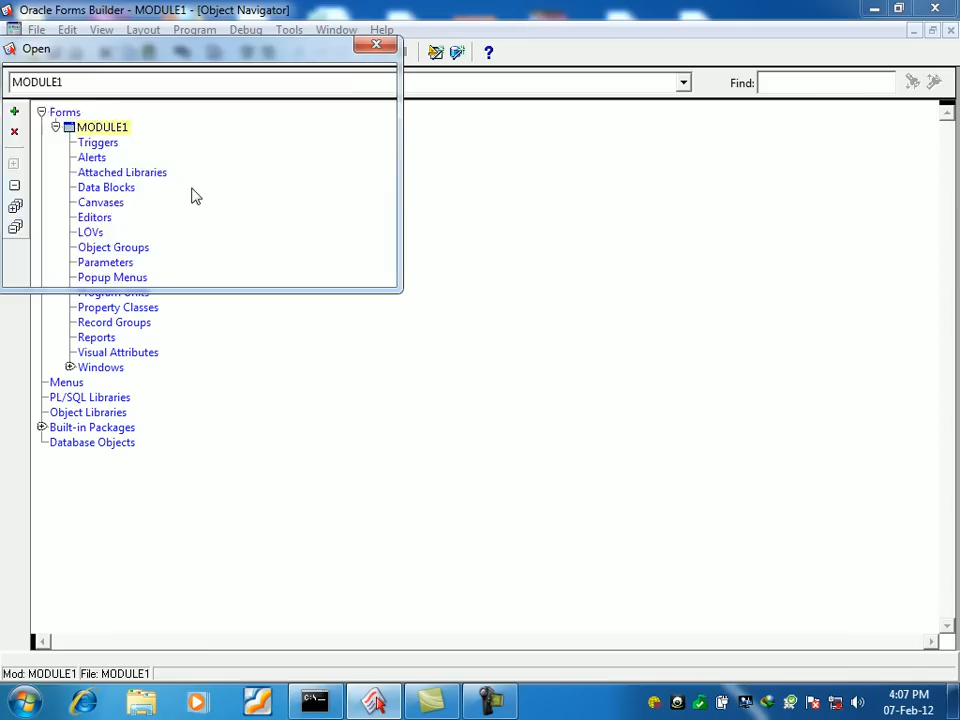 Oracle Forms Builder - MODULE1 - [Object Navigator]
File Edit View Layout Program Debug Tools Window Help
Open
MODULE1
Find:
Forms
MODULE1
Triggers
Alerts
Attached Libraries
Data Blocks
Canvases
Editors
LOVs
Object Groups
Parameters
Popup Menus
Program Units
Property Classes
Record Groups
Reports
Visual Attributes
Windows
Menus
PL/SQL Libraries
Object Libraries
Built-in Packages
Database Objects
Mod: MODULE1 File: MODULE1
4:07 PM
07-Feb-12